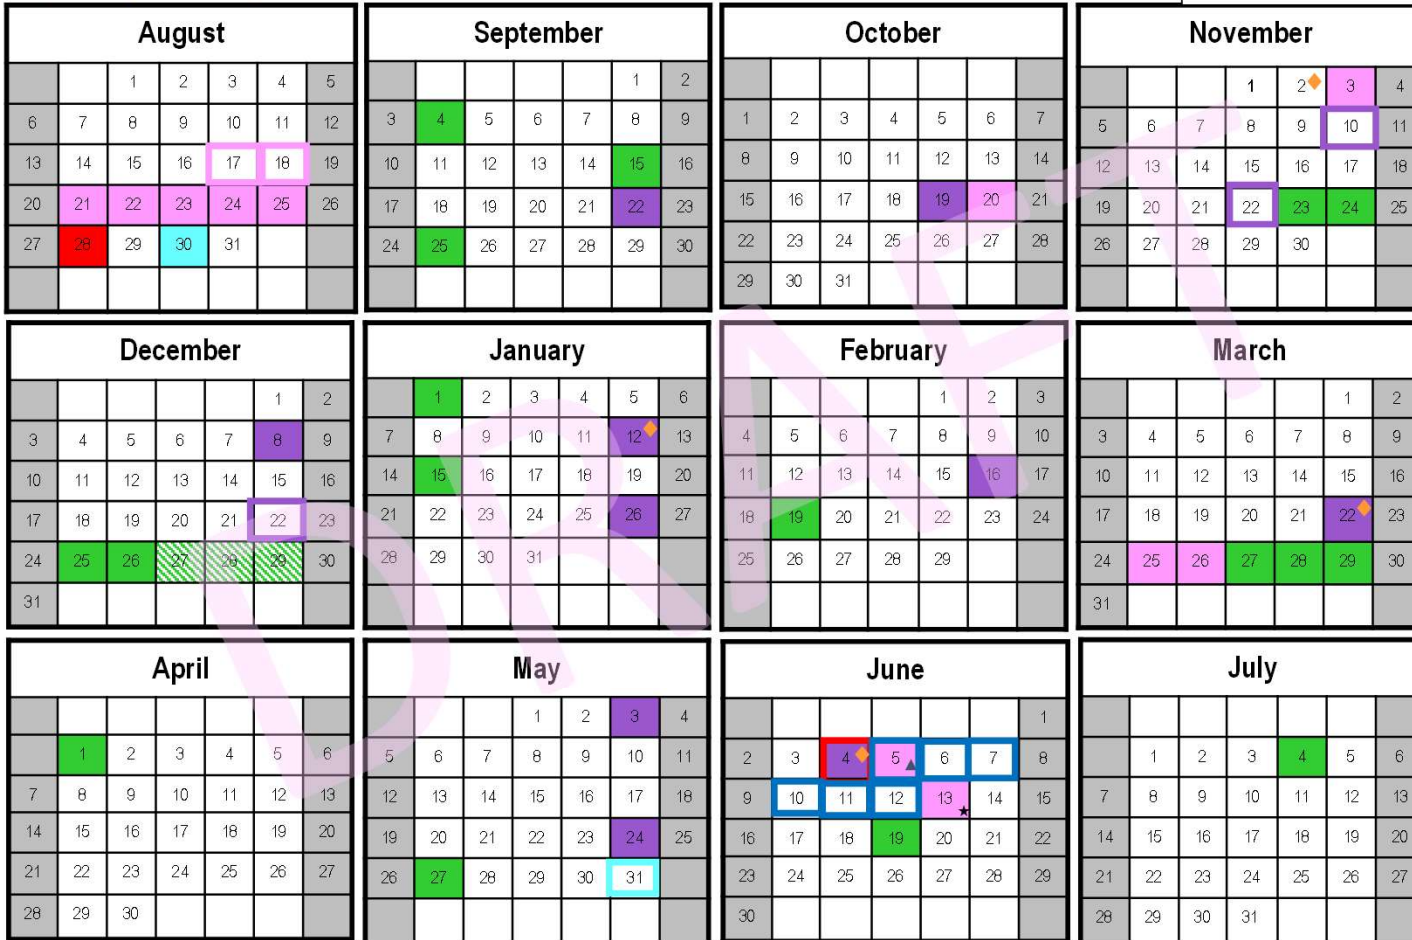 August
1 2 3 4 5
6 7 8 9 10 11 12
13 14 15 16 17 18 19
20 21 22 23 24 25 26
27 28 29 30 31
September
1 2
3 4 5 6 7 8 9
10 11 12 13 14 15 16
17 18 19 20 21 22 23
24 25 26 27 28 29 30
October
1 2 3 4 5 6 7
8 9 10 11 12 13 14
15 16 17 18 19 20 21
22 23 24 25 26 27 28
29 30 31
November
1 2 3 4
5 6 7 8 9 10 11
12 13 14 15 16 17 18
19 20 21 22 23 24 25
26 27 28 29 30
December
1 2
3 4 5 6 7 8 9
10 11 12 13 14 15 16
17 18 19 20 21 22 23
24 25 26 27 28 29 30
31
January
1 2 3 4 5 6
7 8 9 10 11 12 13
14 15 16 17 18 19 20
21 22 23 24 25 26 27
28 29 30 31
February
1 2 3
4 5 6 7 8 9 10
11 12 13 14 15 16 17
18 19 20 21 22 23 24
25 26 27 28 29
March
1 2
3 4 5 6 7 8 9
10 11 12 13 14 15 16
17 18 19 20 21 22 23
24 25 26 27 28 29 30
31
April
1 2 3 4 5 6
7 8 9 10 11 12 13
14 15 16 17 18 19 20
21 22 23 24 25 26 27
28 29 30
May
1 2 3 4
5 6 7 8 9 10 11
12 13 14 15 16 17 18
19 20 21 22 23 24 25
26 27 28 29 30 31
June
1
2 3 4 5 6 7 8
9 10 11 12 13 14 15
16 17 18 19 20 21 22
23 24 25 26 27 28 29
30
July
1 2 3 4 5 6
7 8 9 10 11 12 13
14 15 16 17 18 19 20
21 22 23 24 25 26 27
28 29 30 31
DRAFT